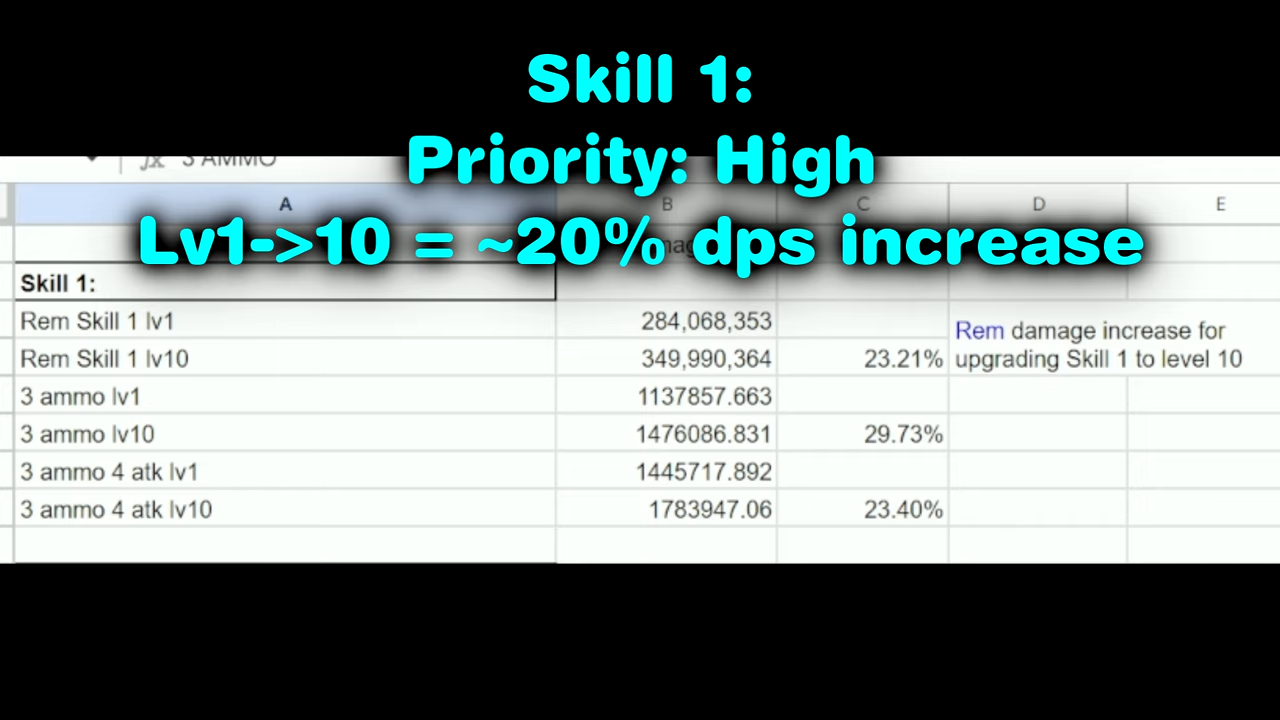 Skill 1:
Priority: High
Lv1->10 = ~20% dps increase
3 AMMO
A B C D E
Skill 1:
Rem Skill 1 lv1 284,068,353
Rem Skill 1 lv10 349,990,364 23.21%
Rem damage increase for
upgrading Skill 1 to level 10
3 ammo lv1 1137857.663
3 ammo lv10 1476086.831 29.73%
3 ammo 4 atk lv1 1445717.892
3 ammo 4 atk lv10 1783947.06 23.40%